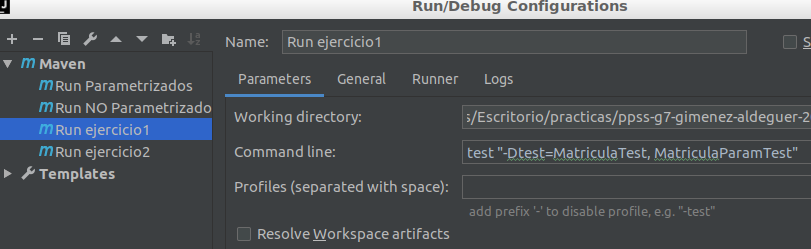 Run/Debug Configurations
Name: Run ejercicio1
Maven
Run Parametrizados
Run NO Parametrizado
Run ejercicio1
Run ejercicio2
Templates
Parameters General Runner Logs
Working directory: s/Escritorio/practicas/ppss-g7-gimenez-aldeguer-2
Command line: test "-Dtest=MatriculaTest, MatriculaParamTest"
Profiles (separated with space):
add prefix '-' to disable profile, e.g. "-test"
Resolve Workspace artifacts